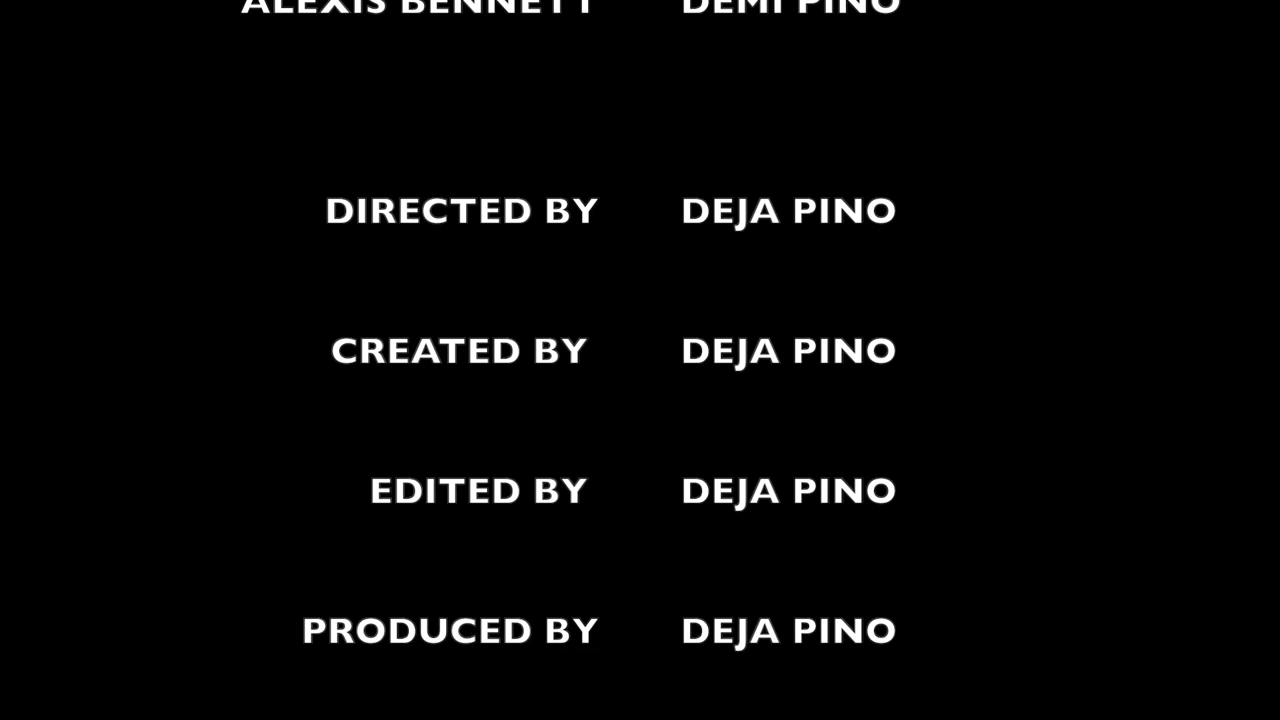 ALEXIS BENNETT DEMI PINO
DIRECTED BY DEJA PINO
CREATED BY DEJA PINO
EDITED BY DEJA PINO
PRODUCED BY DEJA PINO